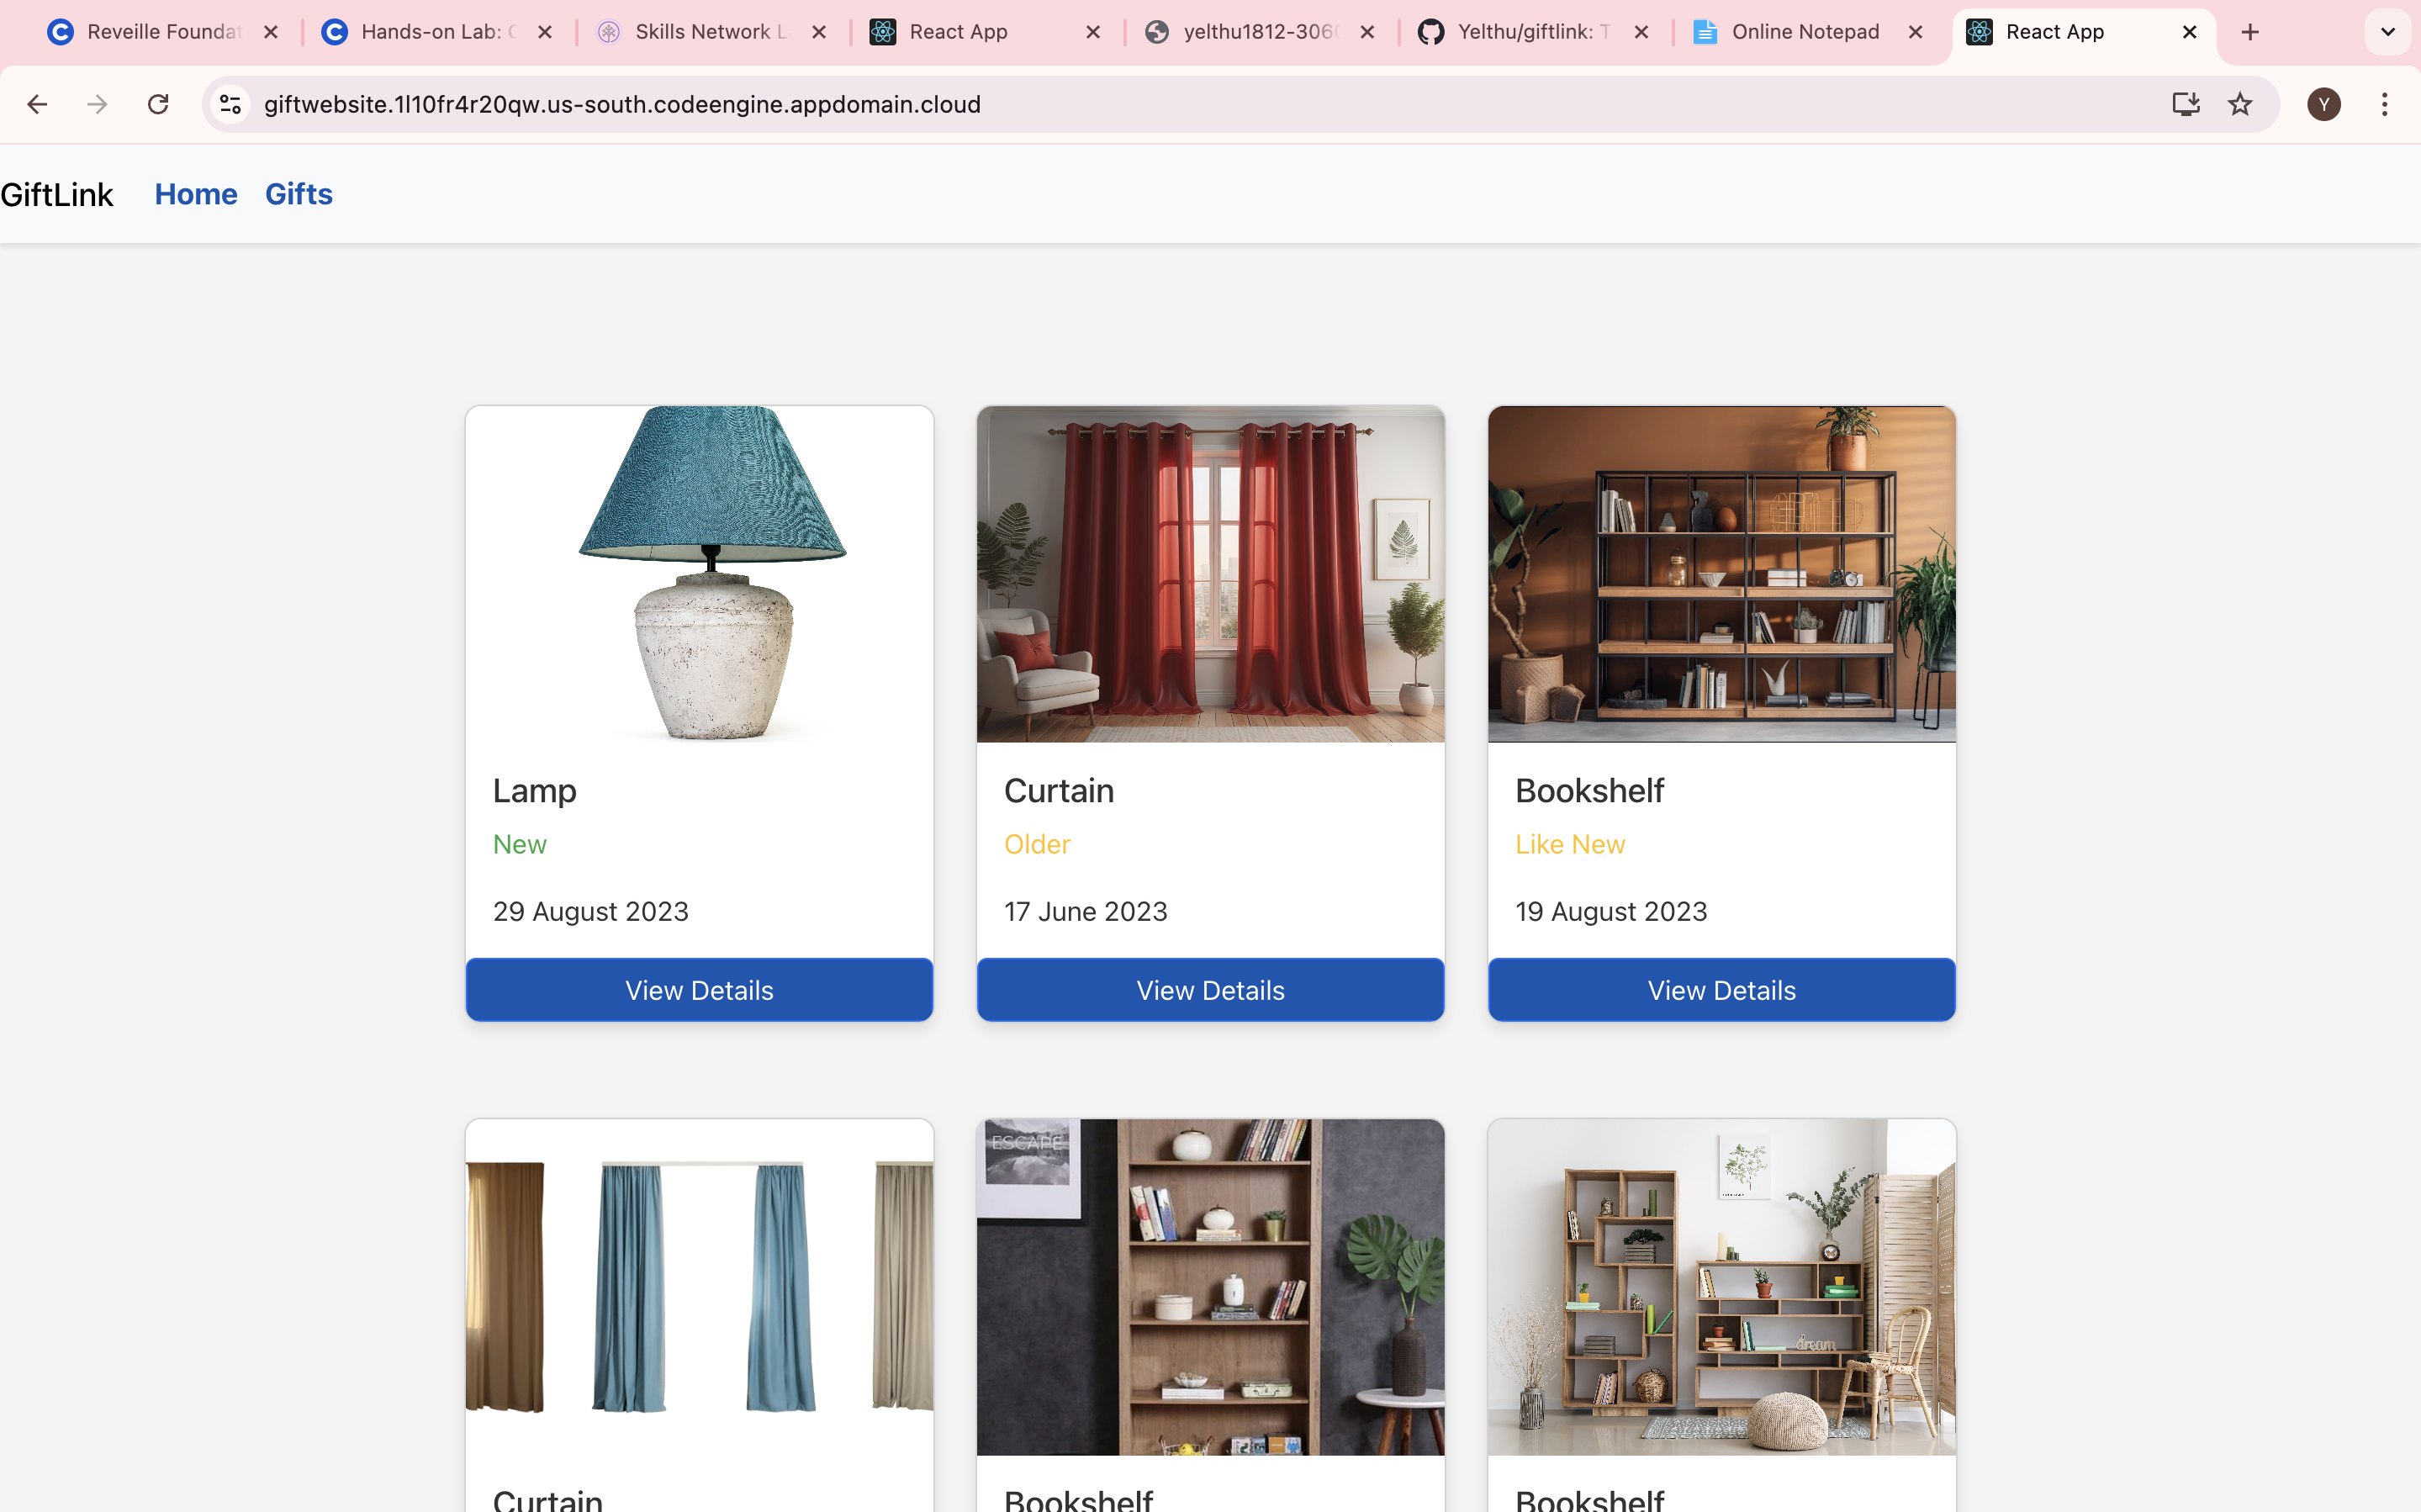 Reveille Foundat
Hands-on Lab: C
Skills Network L
React App
yelthu1812-3060
Yelthu/giftlink: T
Online Notepad
React App
giftwebsite.1l10fr4r20qw.us-south.codeengine.appdomain.cloud
Y
GiftLink Home Gifts
Lamp
New
29 August 2023
View Details
Curtain
Older
17 June 2023
View Details
Bookshelf
Like New
19 August 2023
View Details
ESCAPE
dream
Curtain
Bookshelf
Bookshelf